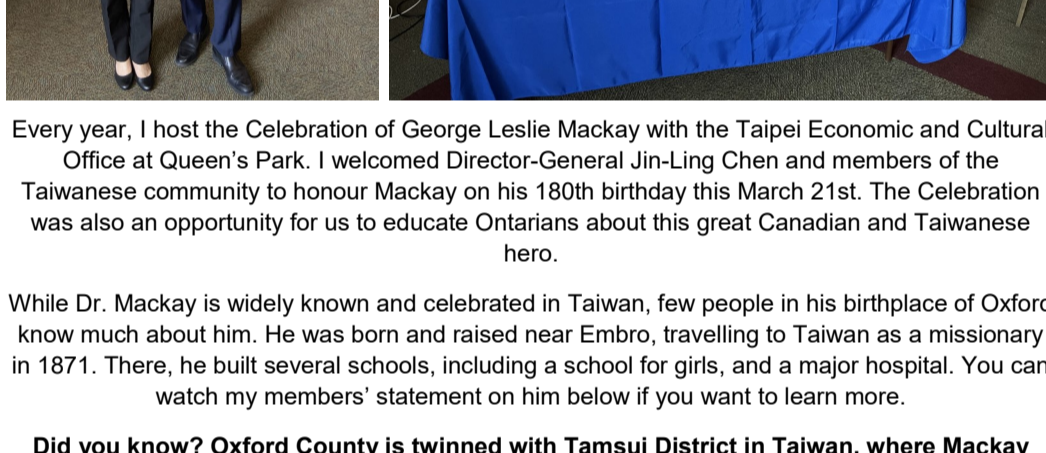 Every year, I host the Celebration of George Leslie Mackay with the Taipei Economic and Cultural
Office at Queen's Park. I welcomed Director-General Jin-Ling Chen and members of the
Taiwanese community to honour Mackay on his 180th birthday this March 21st. The Celebration
was also an opportunity for us to educate Ontarians about this great Canadian and Taiwanese
hero.
While Dr. Mackay is widely known and celebrated in Taiwan, few people in his birthplace of Oxford
know much about him. He was born and raised near Embro, travelling to Taiwan as a missionary
in 1871. There, he built several schools, including a school for girls, and a major hospital. You can
watch my members' statement on him below if you want to learn more.
Did you know? Oxford County is twinned with Tamsui District in Taiwan, where Mackay